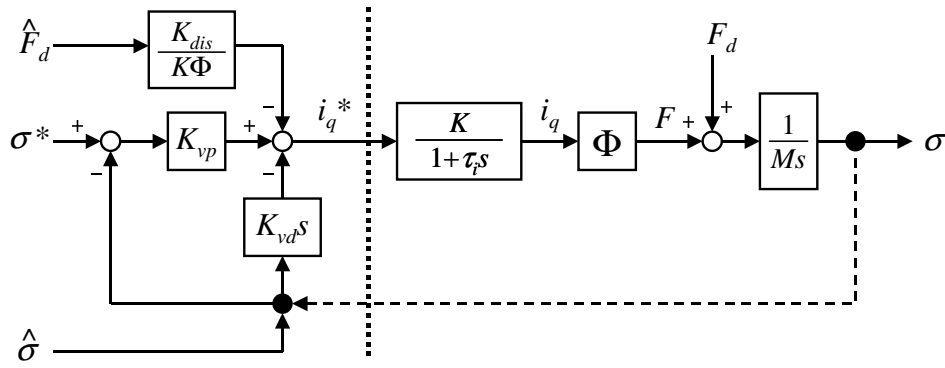 F̂_d
K_dis / KΦ
F_d
−
i_q*
i_q
F
+
+
σ*
+
−
K_vp
+
K / 1+τ_i s
Φ
1 / Ms
σ
−
K_vd s
σ̂